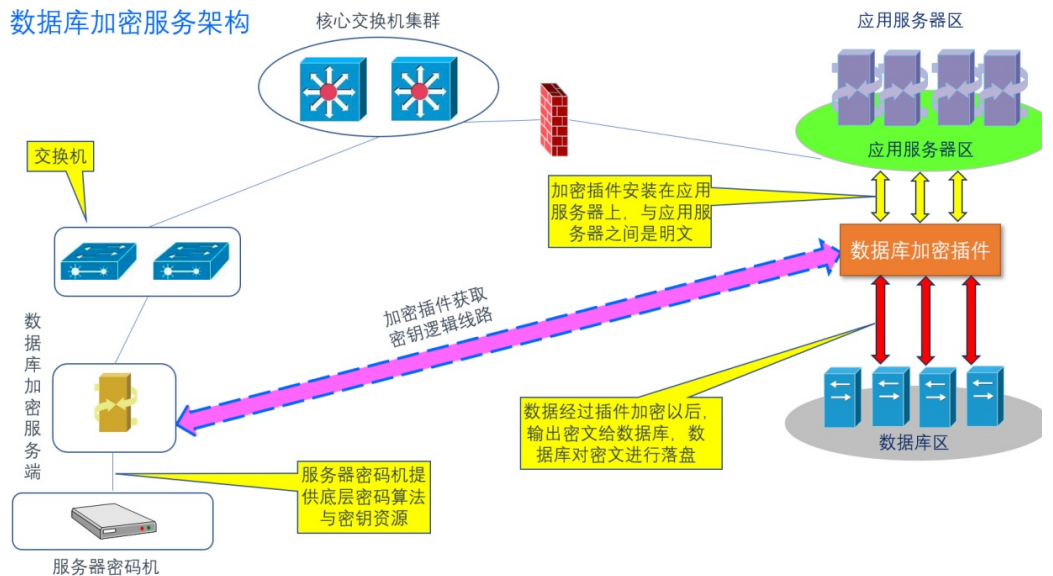 数据库加密服务架构
核心交换机集群
应用服务器区
交换机
应用服务器区
加密插件安装在应用
服务器上，与应用服
务器之间是明文
数据库加密插件
加密插件获取
密钥逻辑线路
数据库加密服务端
数据经过插件加密以后，
输出密文给数据库，数
据库对密文进行落盘
数据库区
服务器密码机提
供底层密码算法
与密钥资源
服务器密码机